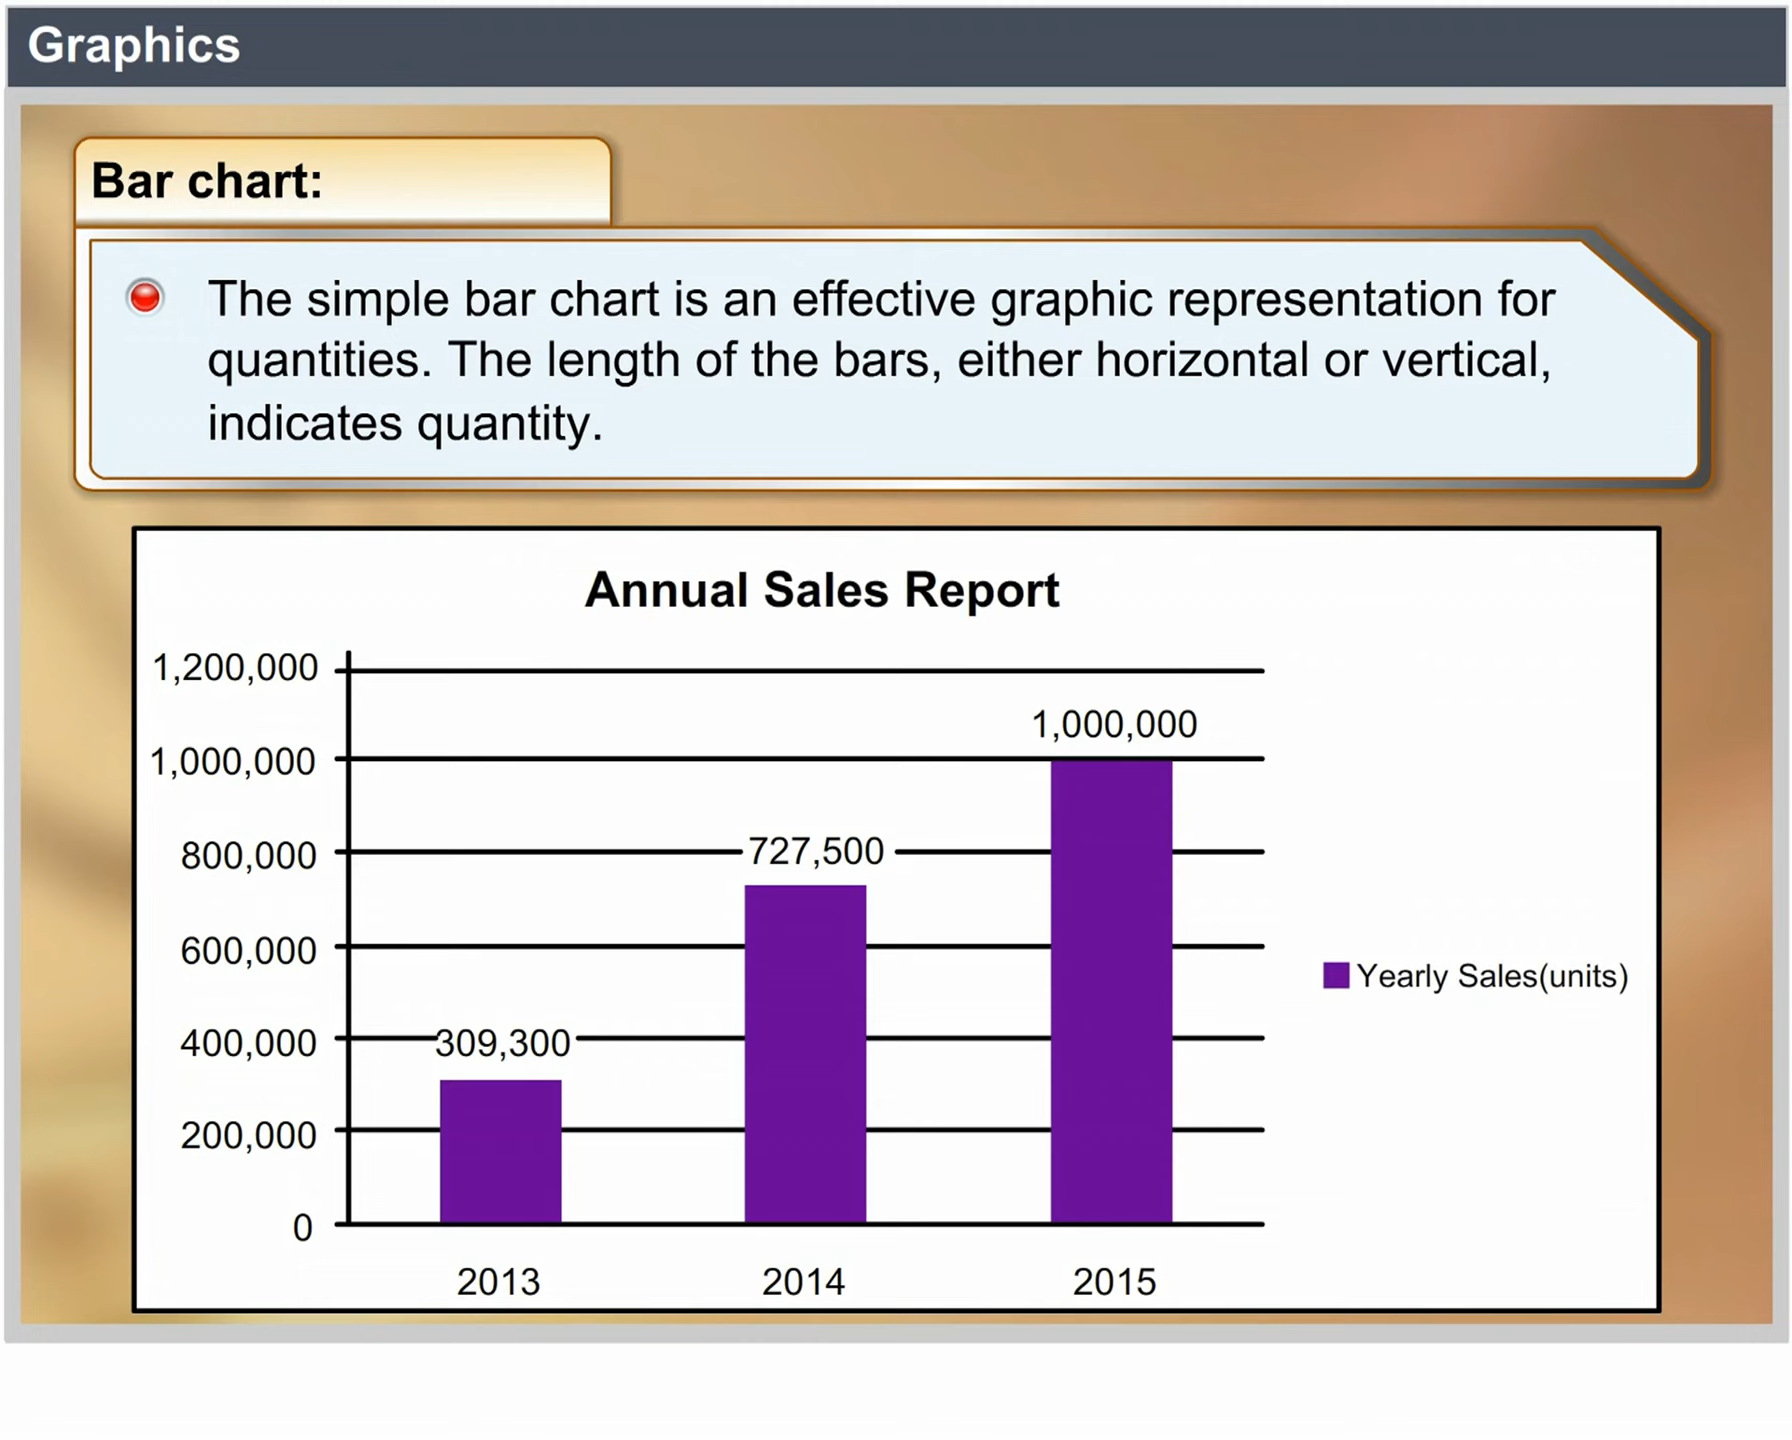 Graphics
Bar chart:
The simple bar chart is an effective graphic representation for
quantities. The length of the bars, either horizontal or vertical,
indicates quantity.
Annual Sales Report
1,200,000
1,000,000
1,000,000
800,000
727,500
600,000
Yearly Sales(units)
400,000
309,300
200,000
0
2013 2014 2015